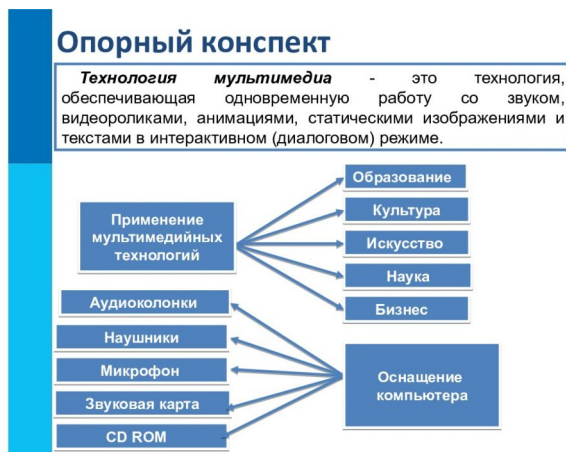 Опорный конспект
Технология мультимедиа - это технология,
обеспечивающая одновременную работу со звуком,
видеороликами, анимациями, статическими изображениями и
текстами в интерактивном (диалоговом) режиме.
Образование
Применение
мультимедийных
технологий
Культура
Искусство
Наука
Бизнес
Аудиоколонки
Наушники
Микрофон
Звуковая карта
CD ROM
Оснащение
компьютера